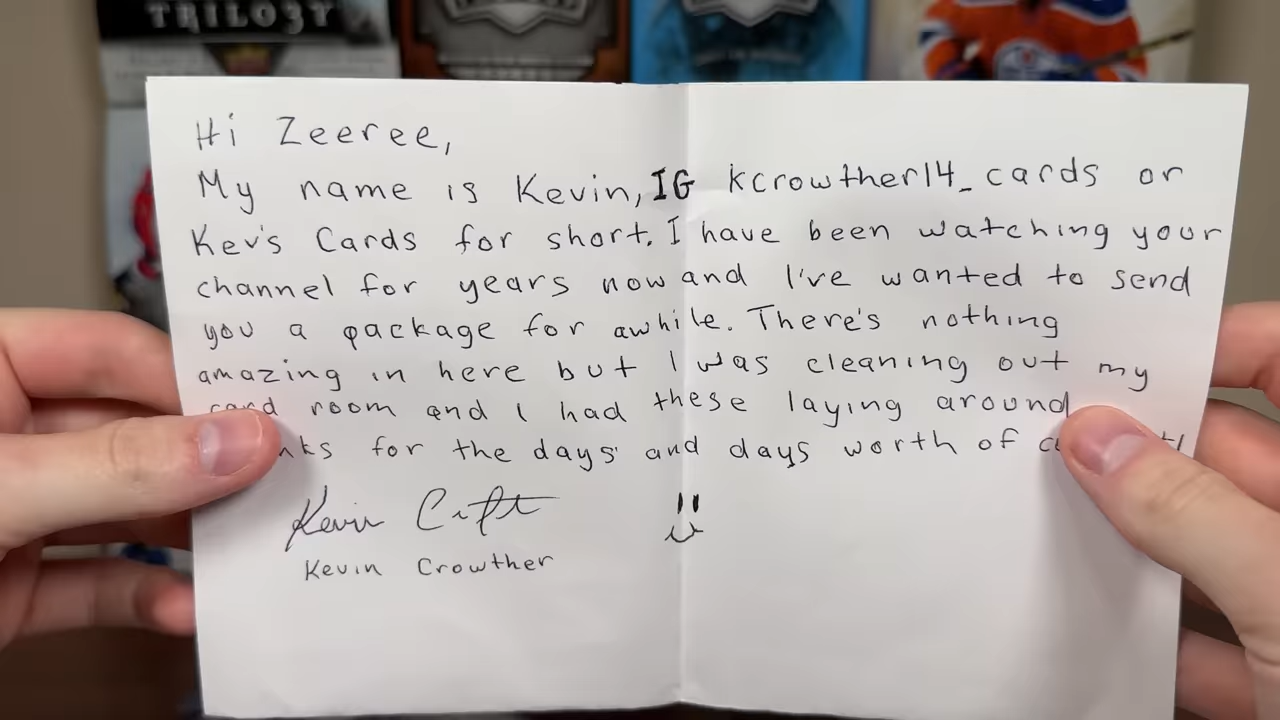 TRILOGY
Hi Zeeree,
My name is Kevin, IG kcrowther14_cards or
Kev's Cards for short. I have been watching your
channel for years now and I've wanted to send
you a package for awhile. There's nothing
amazing in here but I was cleaning out my
card room and I had these laying around
for the days and days worth of
Kevin Crowther